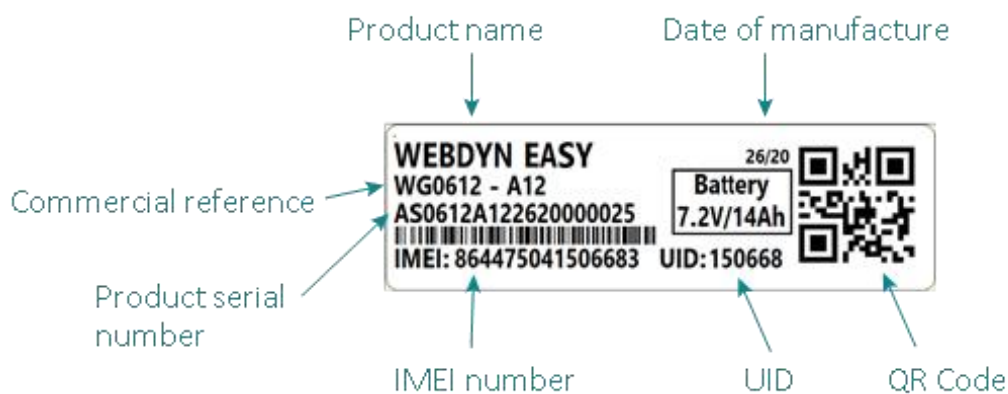 Product name
Date of manufacture
WEBDYN EASY
26/20
WG0612 - A12
Battery
7.2V/14Ah
Commercial reference
AS0612A122620000025
IMEI: 864475041506683
UID: 150668
Product serial
number
IMEI number
UID
QR Code